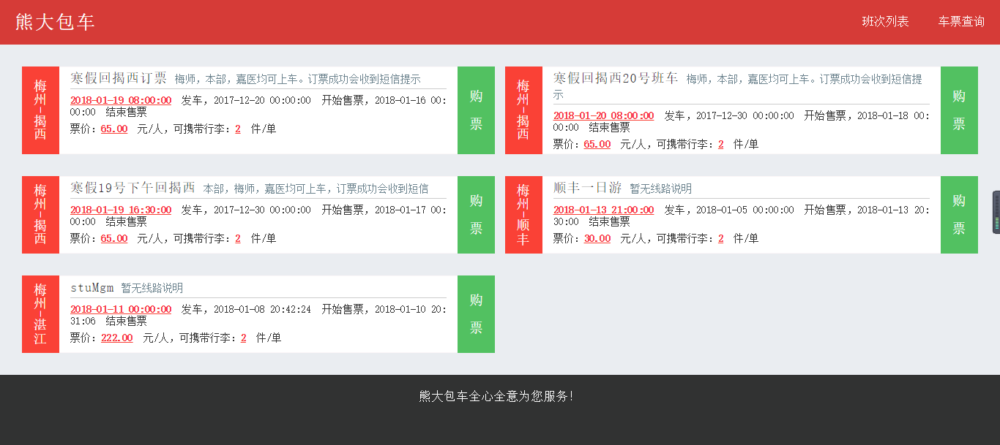 熊大包车
班次列表 车票查询
梅州-揭西
寒假回揭西订票 梅师，本部，嘉医均可上车。订票成功会收到短信提示
2018-01-19 08:00:00 发车，2017-12-20 00:00:00 开始售票，2018-01-16 00:
00:00 结束售票
票价：65.00 元/人，可携带行李：2 件/单
购票
梅州-揭西
寒假回揭西20号班车 梅师，本部，嘉医均可上车。订票成功会收到短信提
示
2018-01-20 08:00:00 发车，2017-12-30 00:00:00 开始售票，2018-01-18 00:
00:00 结束售票
票价：65.00 元/人，可携带行李：2 件/单
购票
梅州-揭西
寒假19号下午回揭西 本部，梅师，嘉医均可上车，订票成功会收到短信
2018-01-19 16:30:00 发车，2017-12-30 00:00:00 开始售票，2018-01-17 00:
00:00 结束售票
票价：65.00 元/人，可携带行李：2 件/单
购票
梅州-顺丰
顺丰一日游 暂无线路说明
2018-01-13 21:00:00 发车，2018-01-05 00:00:00 开始售票，2018-01-13 20:
30:00 结束售票
票价：30.00 元/人，可携带行李：2 件/单
购票
梅州-湛江
stuMgm 暂无线路说明
2018-01-11 00:00:00 发车，2018-01-08 20:42:24 开始售票，2018-01-10 20:
31:06 结束售票
票价：222.00 元/人，可携带行李：2 件/单
购票
熊大包车全心全意为您服务！